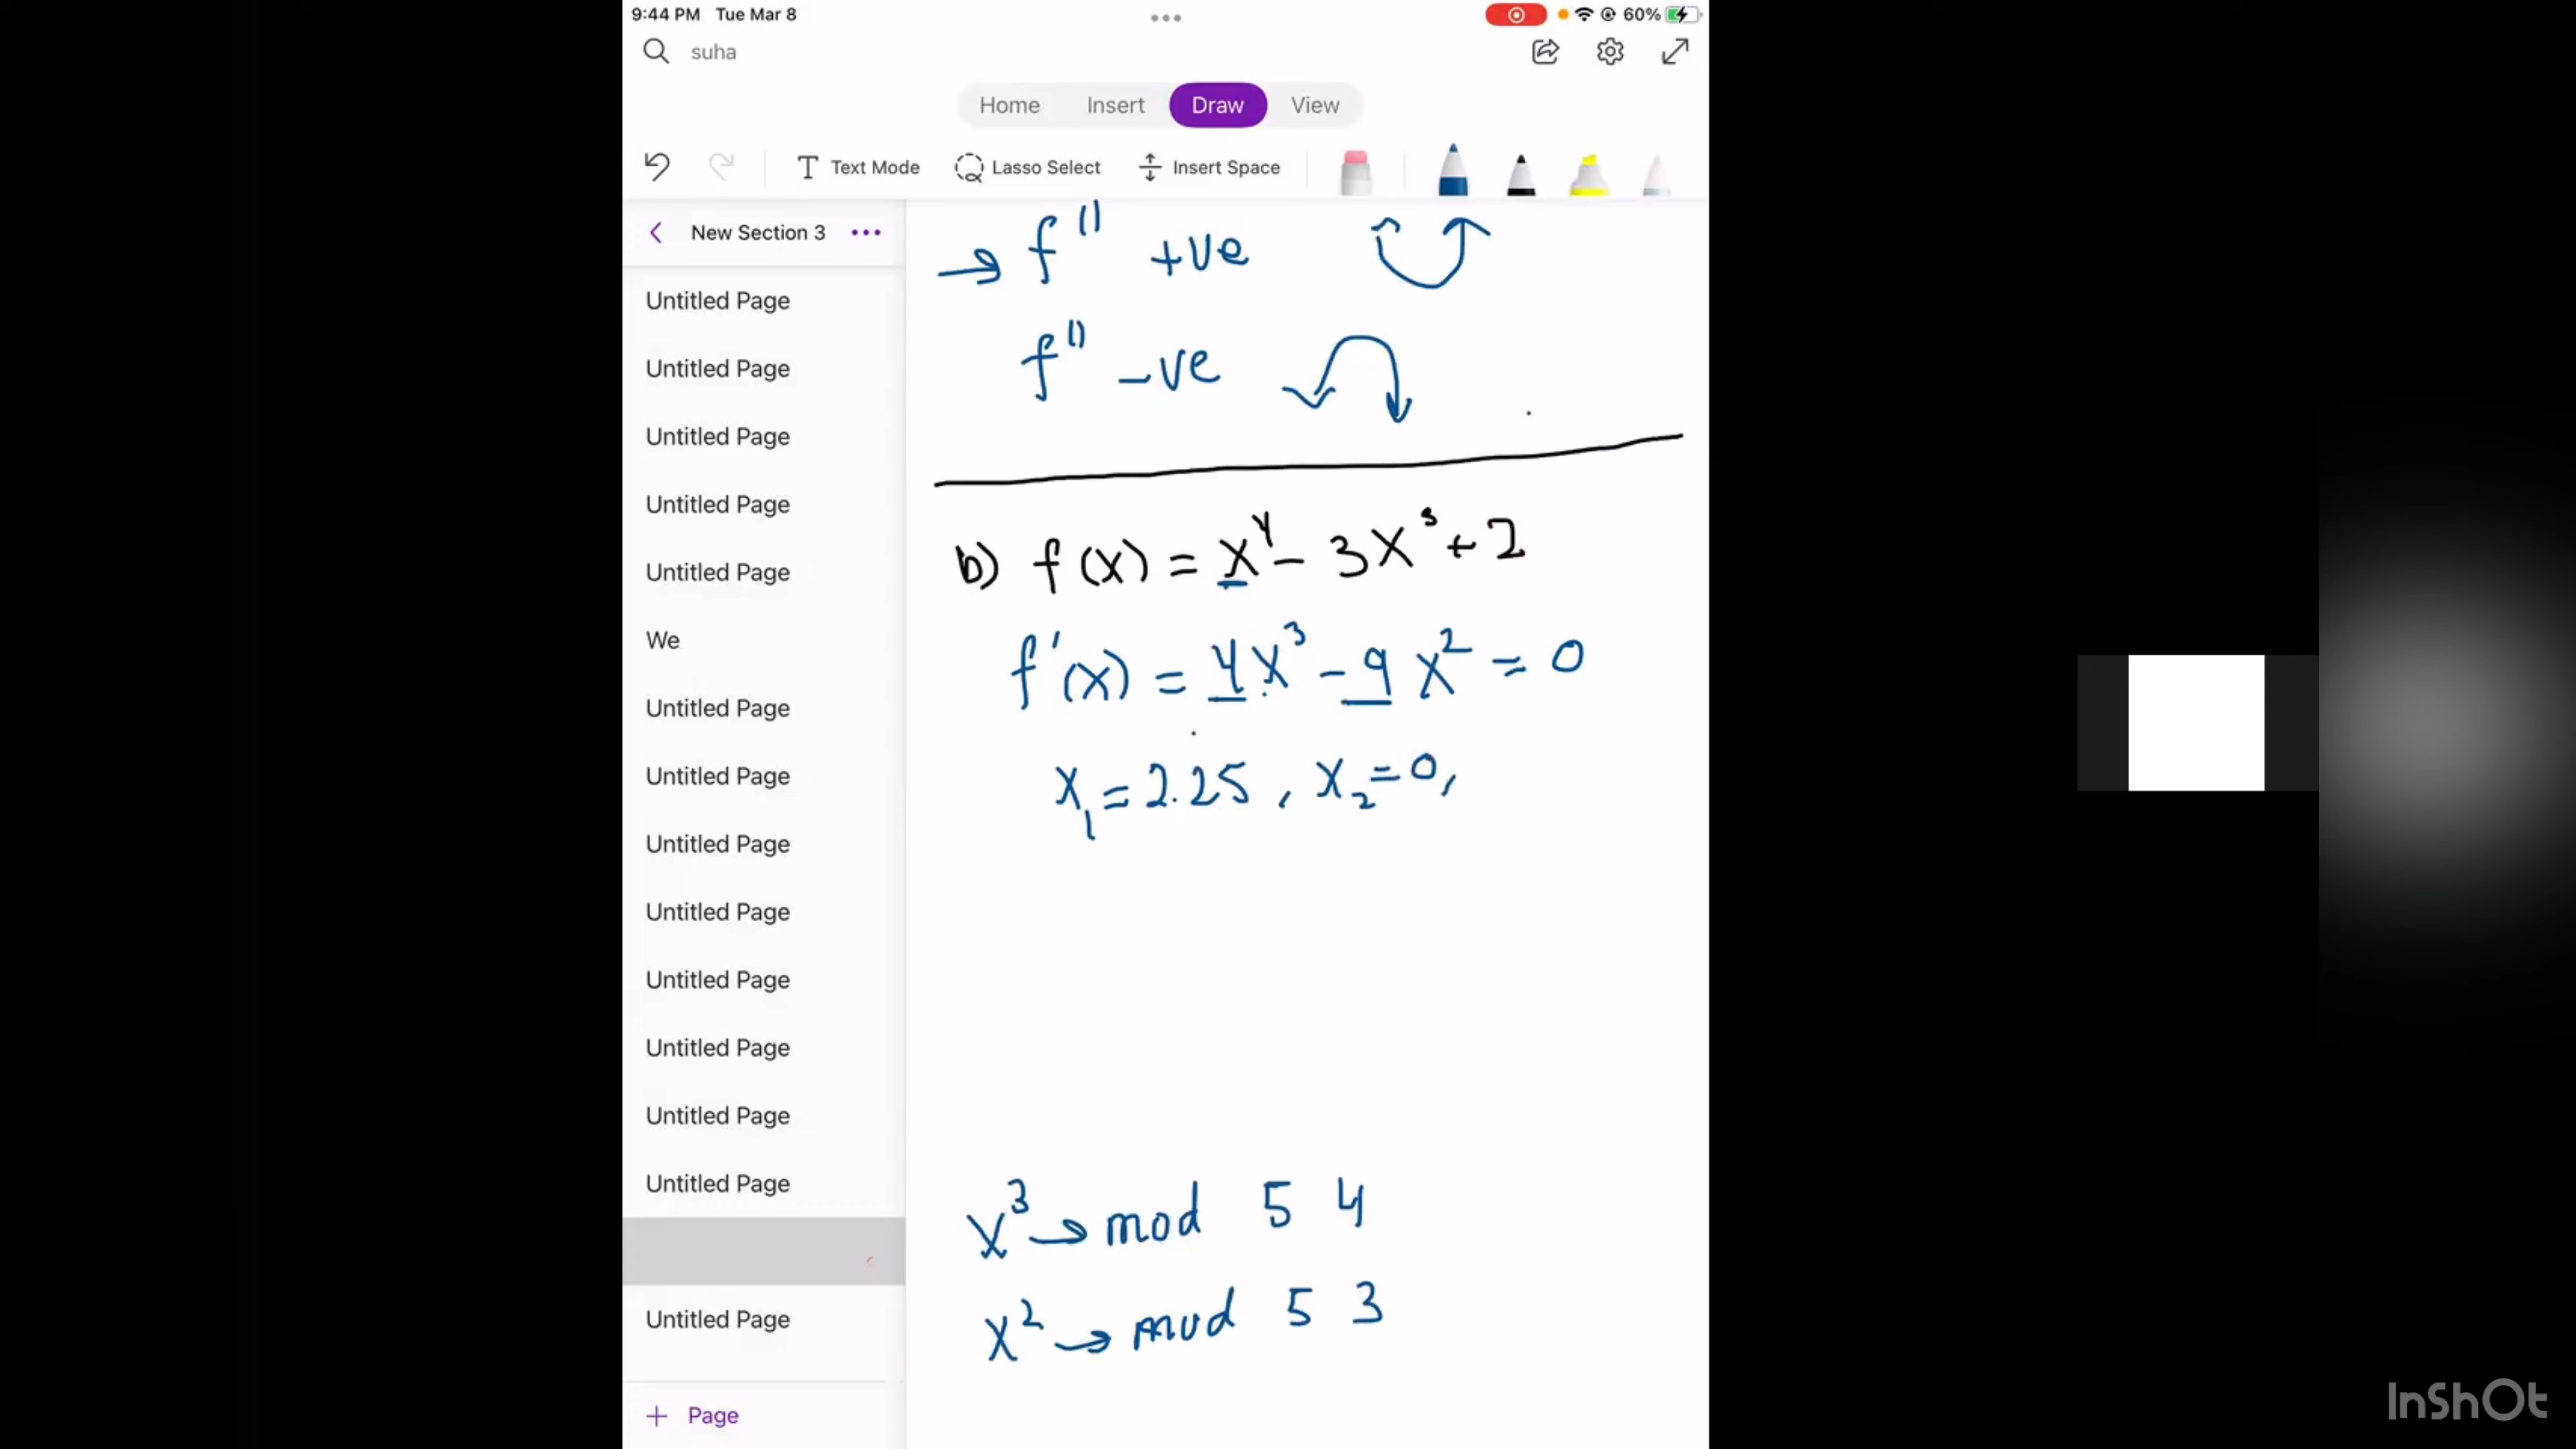 9:44 PM Tue Mar 8
60%
suha
Home Insert Draw View
Text Mode Lasso Select Insert Space
New Section 3
Untitled Page
Untitled Page
Untitled Page
Untitled Page
Untitled Page
We
Untitled Page
Untitled Page
Untitled Page
Untitled Page
Untitled Page
Untitled Page
Untitled Page
Untitled Page
Untitled Page
+ Page
→ f'' +ve
f'' -ve
b) f(x) = x⁴ - 3x³ + 2
f'(x) = 4x³ - 9x² = 0
x₁ = 2.25, x₂ = 0,
x³ → mod 5 4
x² → mod 5 3
InShOt